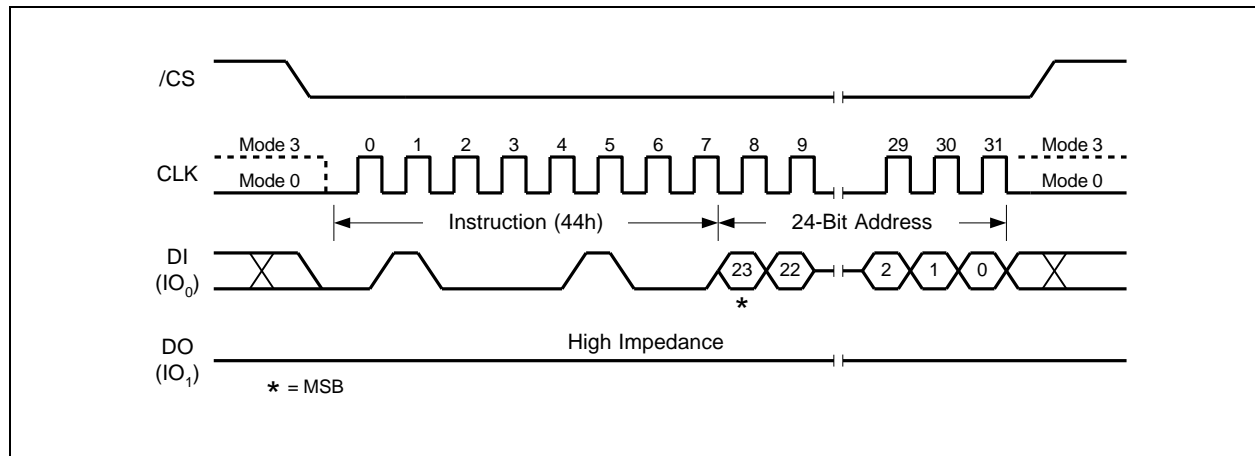 /CS
Mode 3 0 1 2 3 4 5 6 7 8 9 29 30 31 Mode 3
CLK
Mode 0 Mode 0
Instruction (44h) 24-Bit Address
DI
(IO₀)
23 22 2 1 0
*
DO
(IO₁)
High Impedance
* = MSB